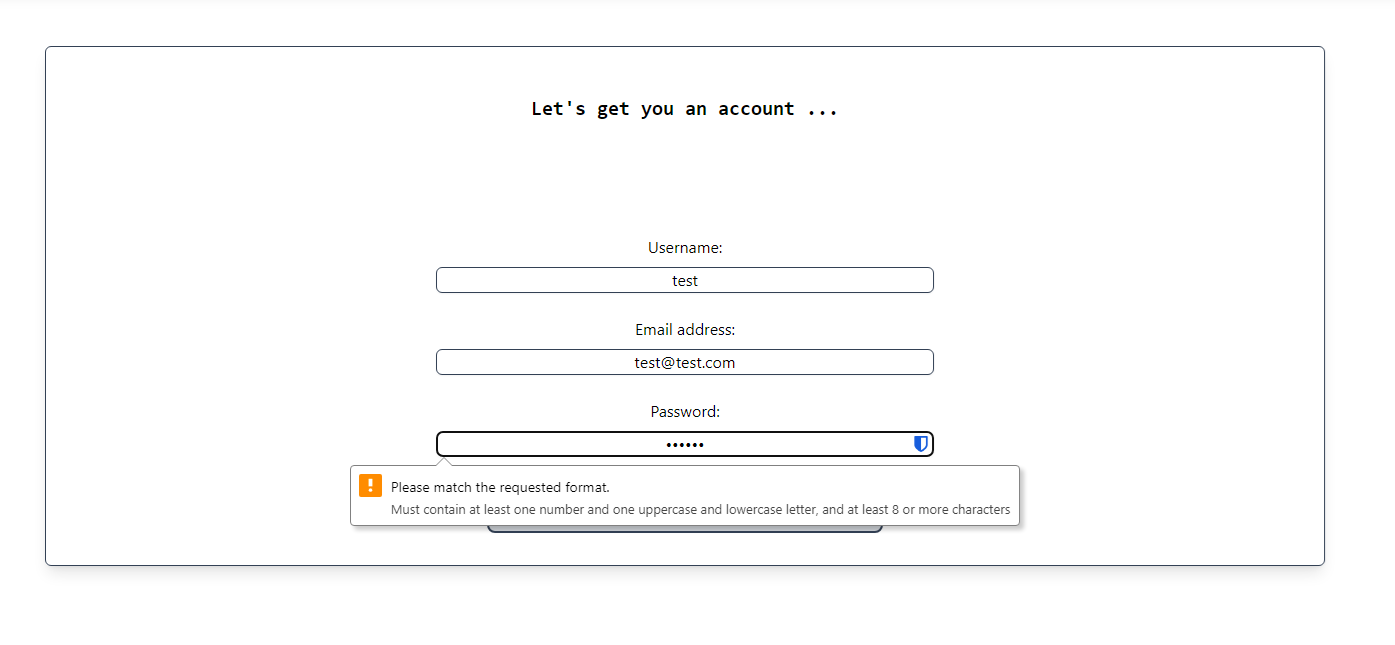 Let's get you an account ...
Username:
test
Email address:
test@test.com
Password:
••••••
Please match the requested format.
Must contain at least one number and one uppercase and lowercase letter, and at least 8 or more characters